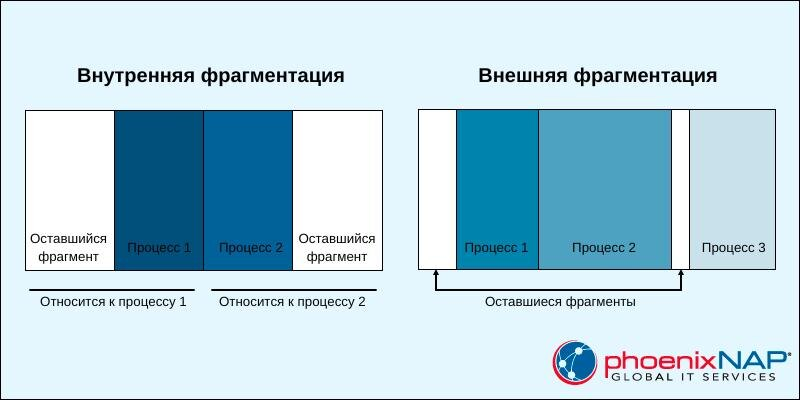 Внутренняя фрагментация
Внешняя фрагментация
Оставшийся
фрагмент
Процесс 1
Процесс 2
Оставшийся
фрагмент
Процесс 1
Процесс 2
Процесс 3
Относится к процессу 1
Относится к процессу 2
Оставшиеся фрагменты
phoenixNAP®
GLOBAL IT SERVICES